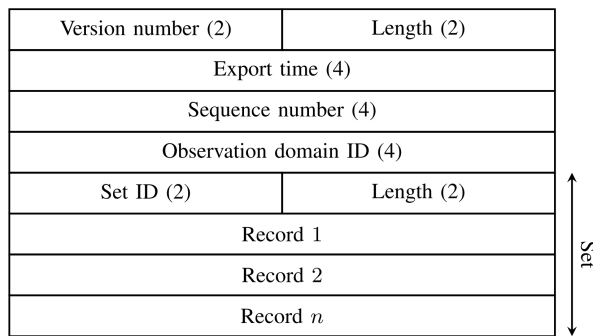 Version number (2) Length (2)
Export time (4)
Sequence number (4)
Observation domain ID (4)
Set ID (2) Length (2)
Record 1
Record 2
Record n
Set